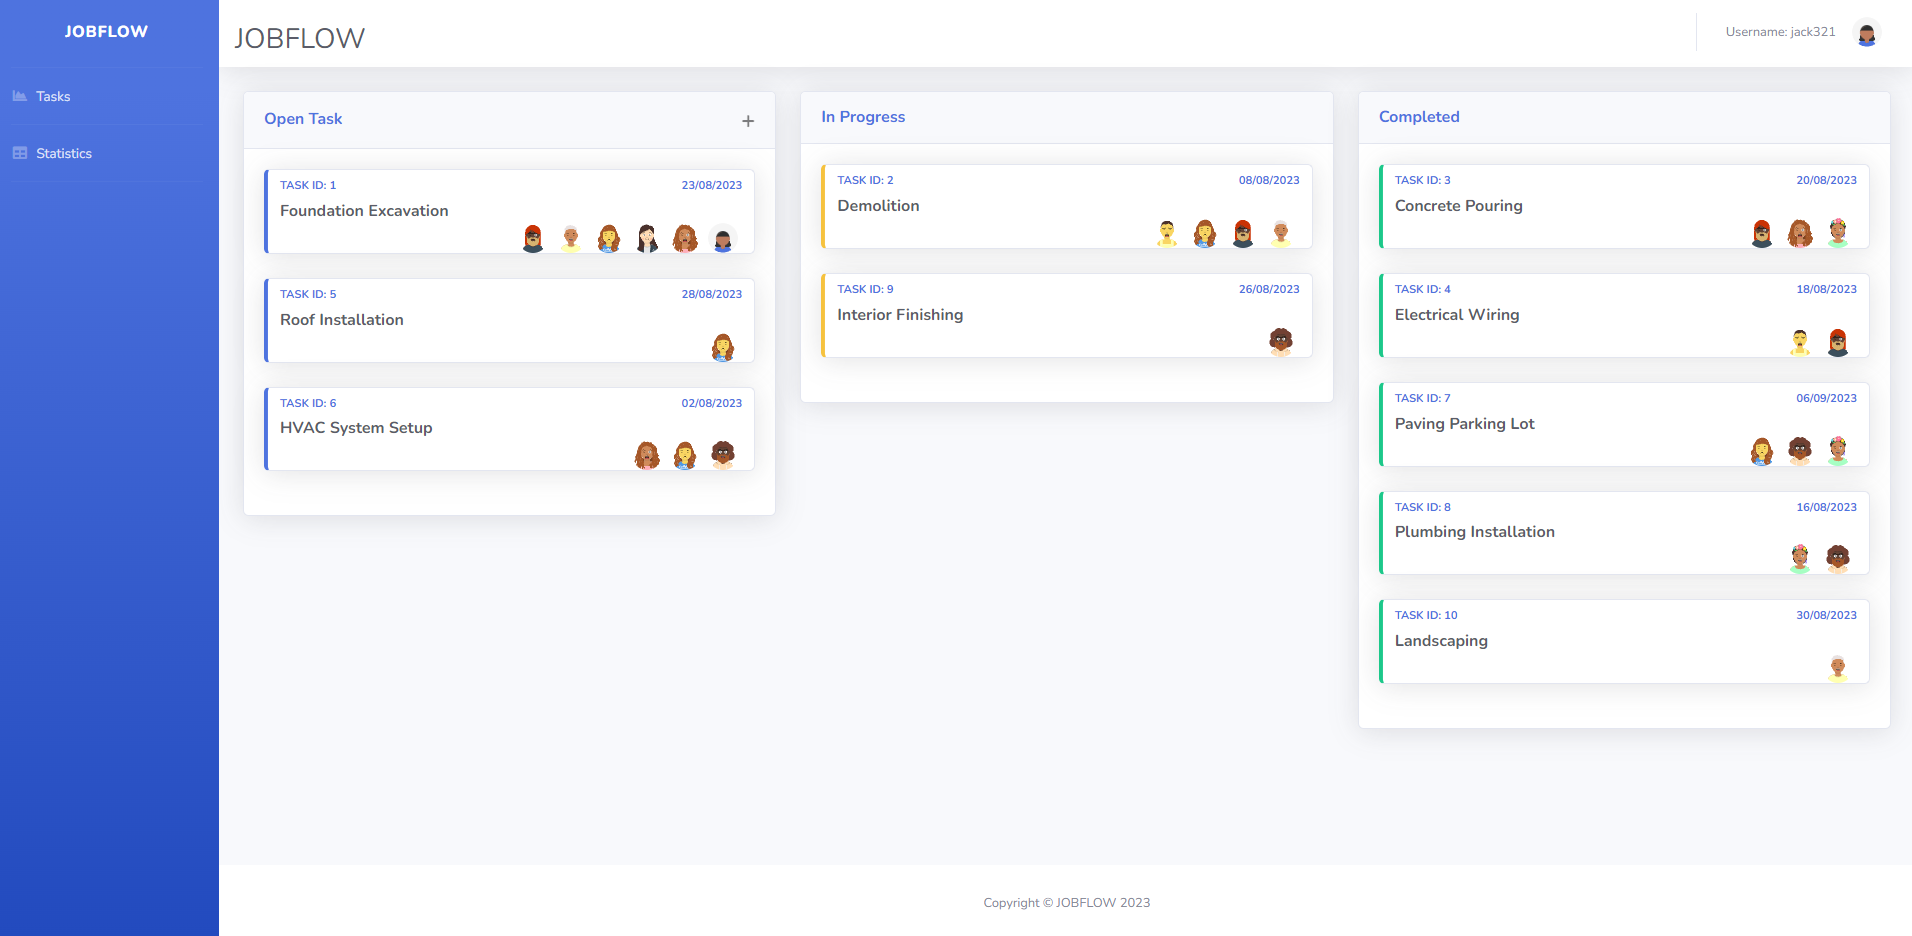 JOBFLOW
Tasks
Statistics
JOBFLOW
Username: jack321
Open Task
+
TASK ID: 1 23/08/2023
Foundation Excavation
TASK ID: 5 28/08/2023
Roof Installation
TASK ID: 6 02/08/2023
HVAC System Setup
In Progress
TASK ID: 2 08/08/2023
Demolition
TASK ID: 9 26/08/2023
Interior Finishing
Completed
TASK ID: 3 20/08/2023
Concrete Pouring
TASK ID: 4 18/08/2023
Electrical Wiring
TASK ID: 7 06/09/2023
Paving Parking Lot
TASK ID: 8 16/08/2023
Plumbing Installation
TASK ID: 10 30/08/2023
Landscaping
Copyright © JOBFLOW 2023